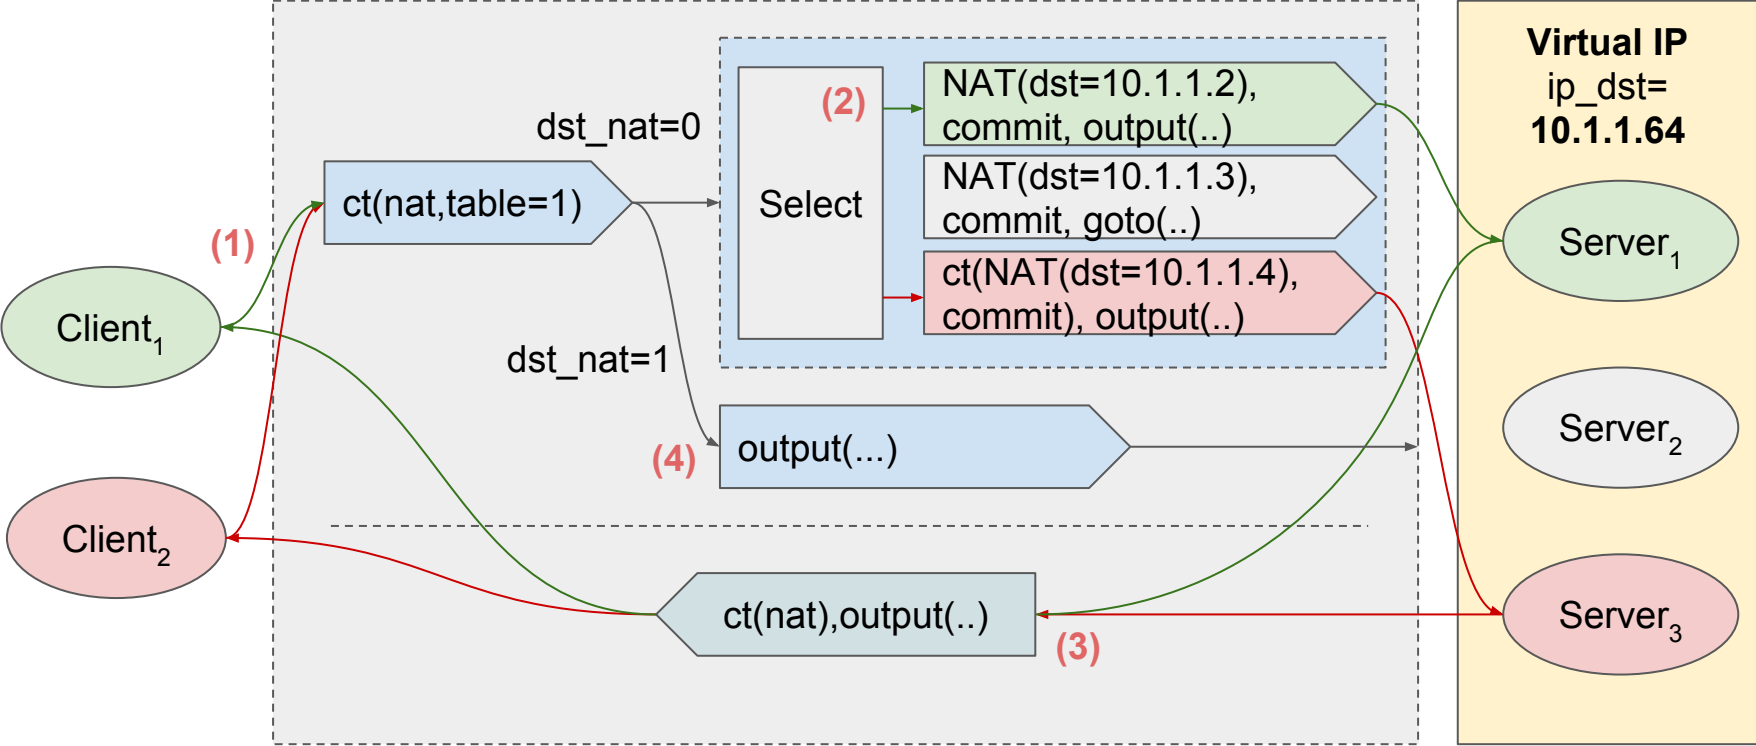 Virtual IP
ip_dst=
10.1.1.64
(1)
ct(nat,table=1)
dst_nat=0
dst_nat=1
Select
(2)
NAT(dst=10.1.1.2),
commit, output(..)
NAT(dst=10.1.1.3),
commit, goto(..)
ct(NAT(dst=10.1.1.4),
commit), output(..)
(4)
output(...)
ct(nat),output(..)
(3)
Client1
Client2
Server1
Server2
Server3